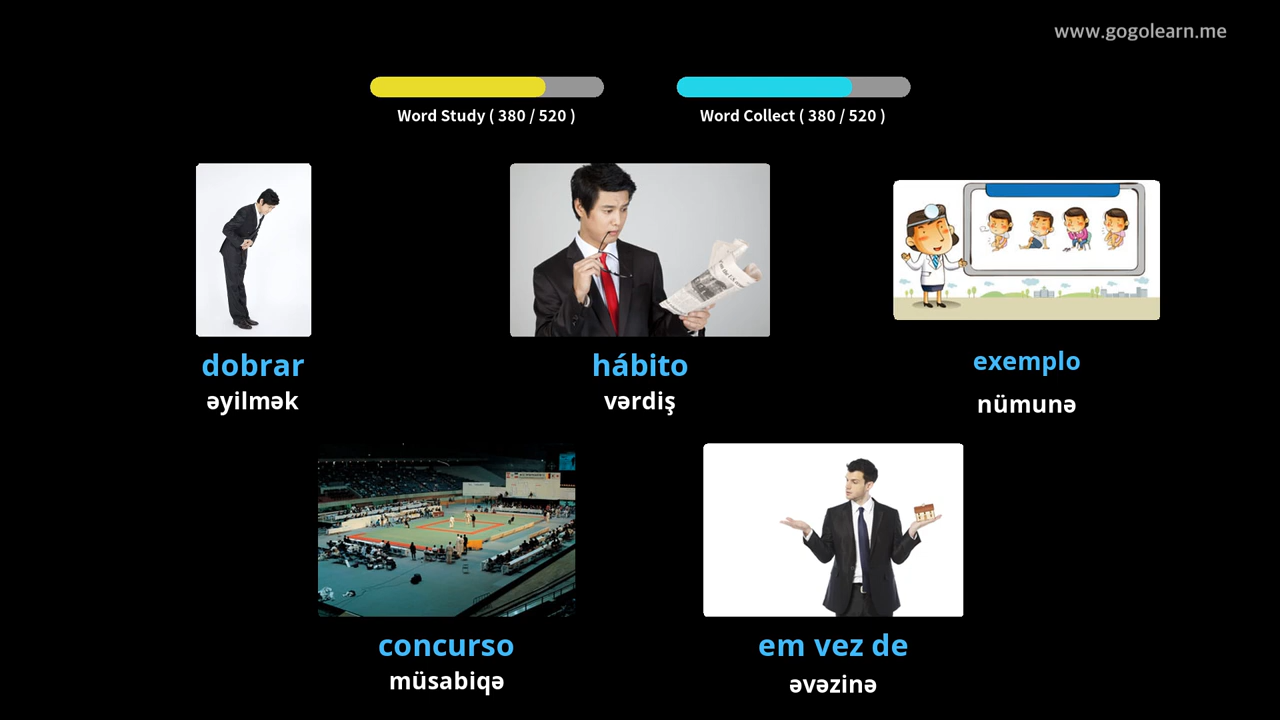 www.gogolearn.me
Word Study ( 380 / 520 )
Word Collect ( 380 / 520 )
dobrar
əyilmək
hábito
vərdiş
exemplo
nümunə
concurso
müsabiqə
em vez de
əvəzinə